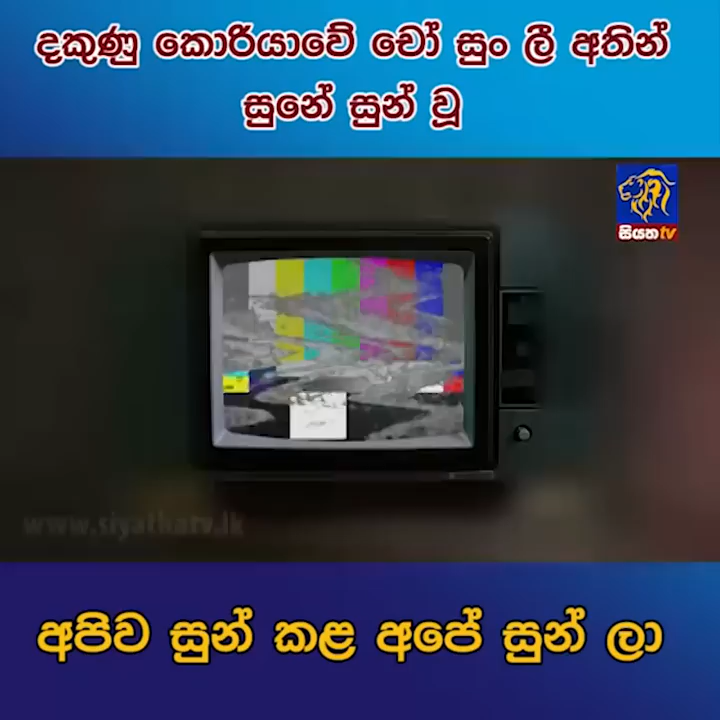 දකුණු කොරියාවේ චෝ සුං ලී අතින්
සුනේ සුන් වූ
සියත tv
www.siyathatv.lk
අපිව සුන් කළ අපේ සුන් ලා